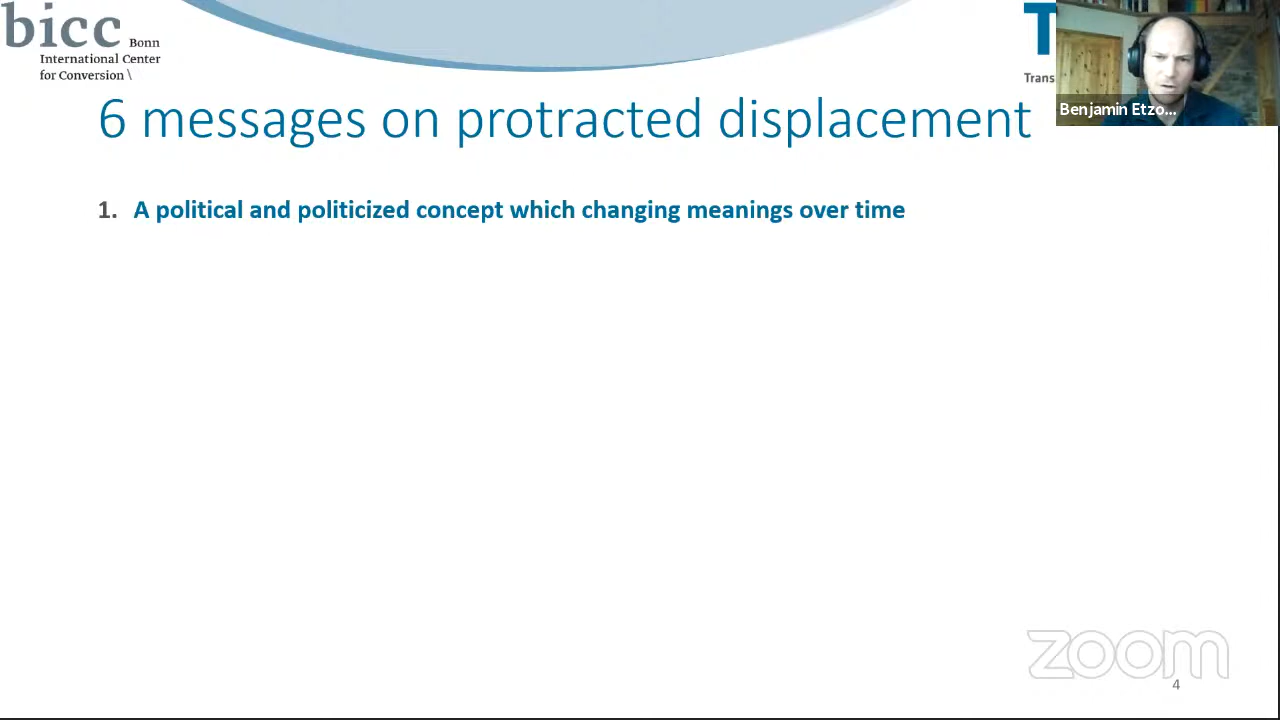 bicc Bonn
International Center
for Conversion \
T
Trans
Benjamin Etzo...
6 messages on protracted displacement
1. A political and politicized concept which changing meanings over time
zoom
4